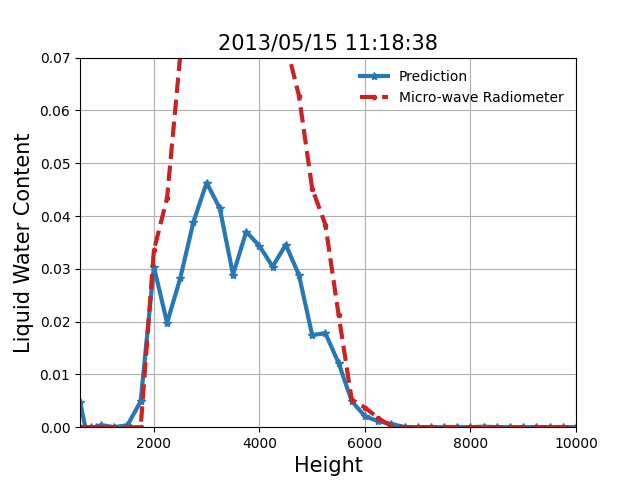 2013/05/15 11:18:38
0.07
0.06
0.05
0.04
0.03
0.02
0.01
0.00
Liquid Water Content
Prediction
Micro-wave Radiometer
2000 4000 6000 8000 10000
Height